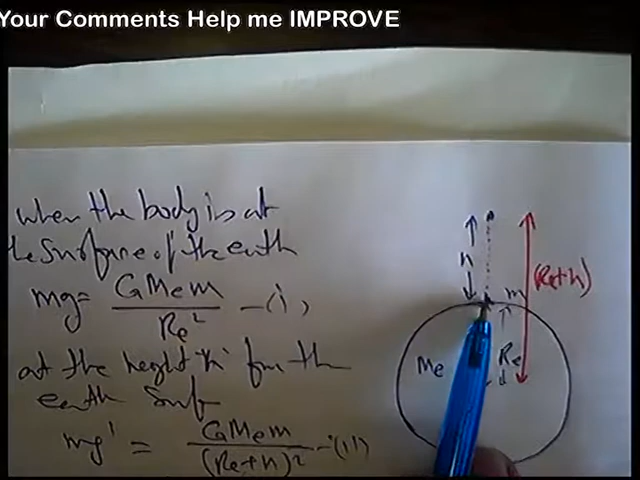 Your Comments Help me IMPROVE
when the body is at
the surface of the earth
mg = GMem / Re² - (i)
at the height 'h' from the
earth surf
mg' = GMem / (Re+h)² - (ii)
h
m
(Re+h)
Me
Re